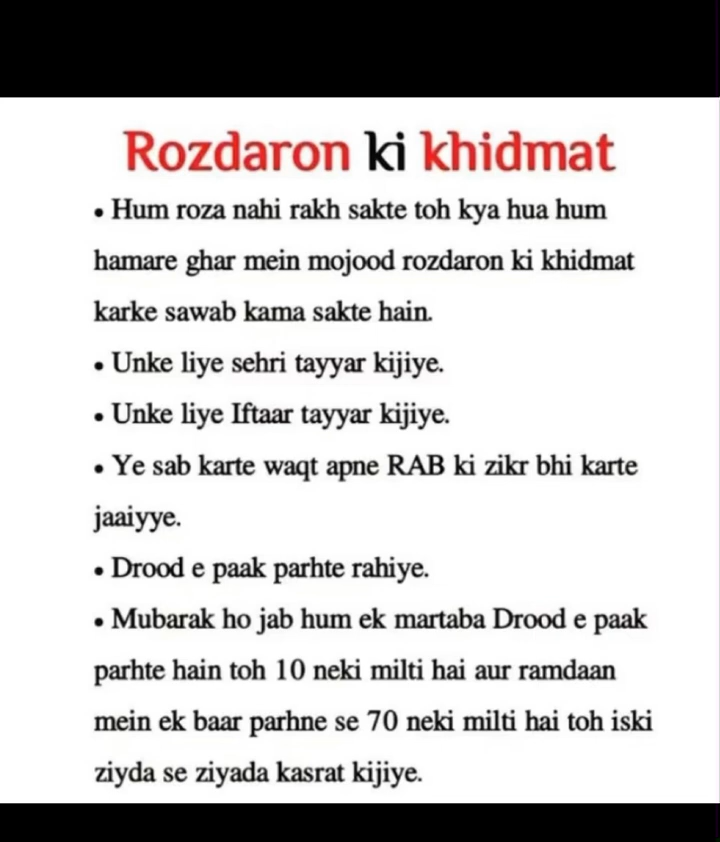 Rozdaron ki khidmat
• Hum roza nahi rakh sakte toh kya hua hum
hamare ghar mein mojood rozdaron ki khidmat
karke sawab kama sakte hain.
• Unke liye sehri tayyar kijiye.
• Unke liye Iftaar tayyar kijiye.
• Ye sab karte waqt apne RAB ki zikr bhi karte
jaaiyye.
• Drood e paak parhte rahiye.
• Mubarak ho jab hum ek martaba Drood e paak
parhte hain toh 10 neki milti hai aur ramdaan
mein ek baar parhne se 70 neki milti hai toh iski
ziyda se ziyada kasrat kijiye.